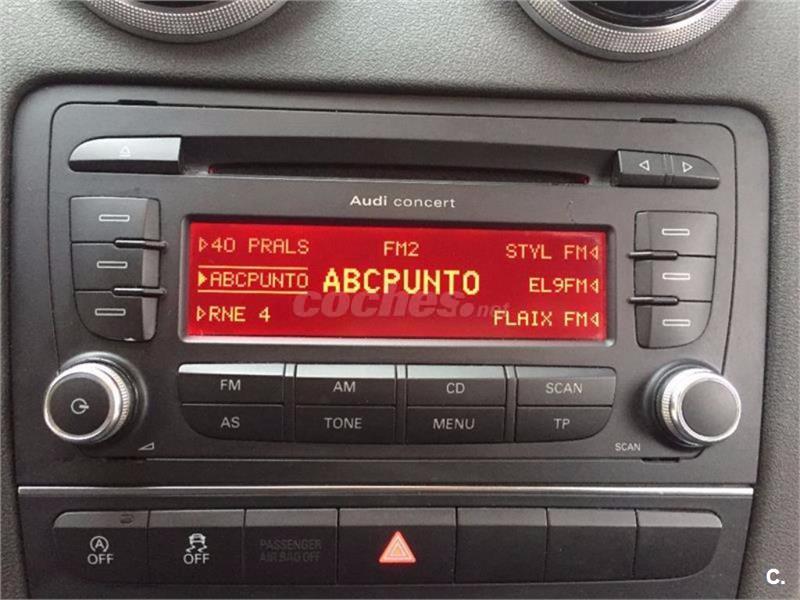 Audi concert
40 PRALS FM2 STYL FM
ABCPUNTO ABCPUNTO EL9FM
RNE 4 FLAIX FM
coches.net
FM AM CD SCAN
AS TONE MENU TP
SCAN
OFF OFF PASSENGER AIR BAG OFF
C.